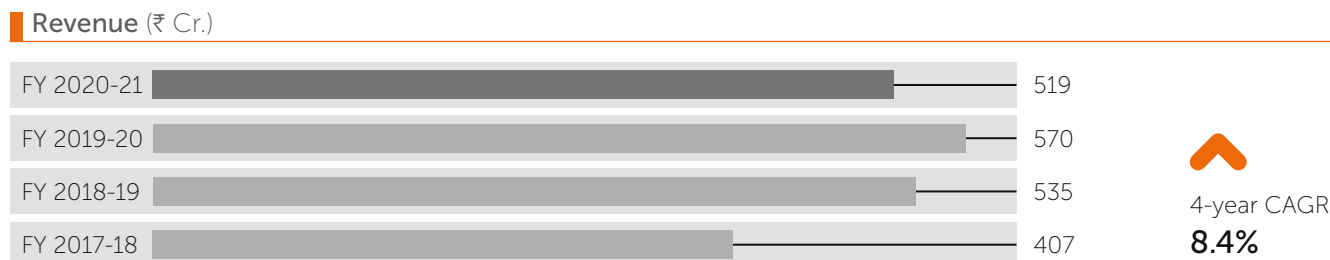 Revenue (₹ Cr.)
FY 2020-21 519
FY 2019-20 570
FY 2018-19 535
FY 2017-18 407
4-year CAGR
8.4%